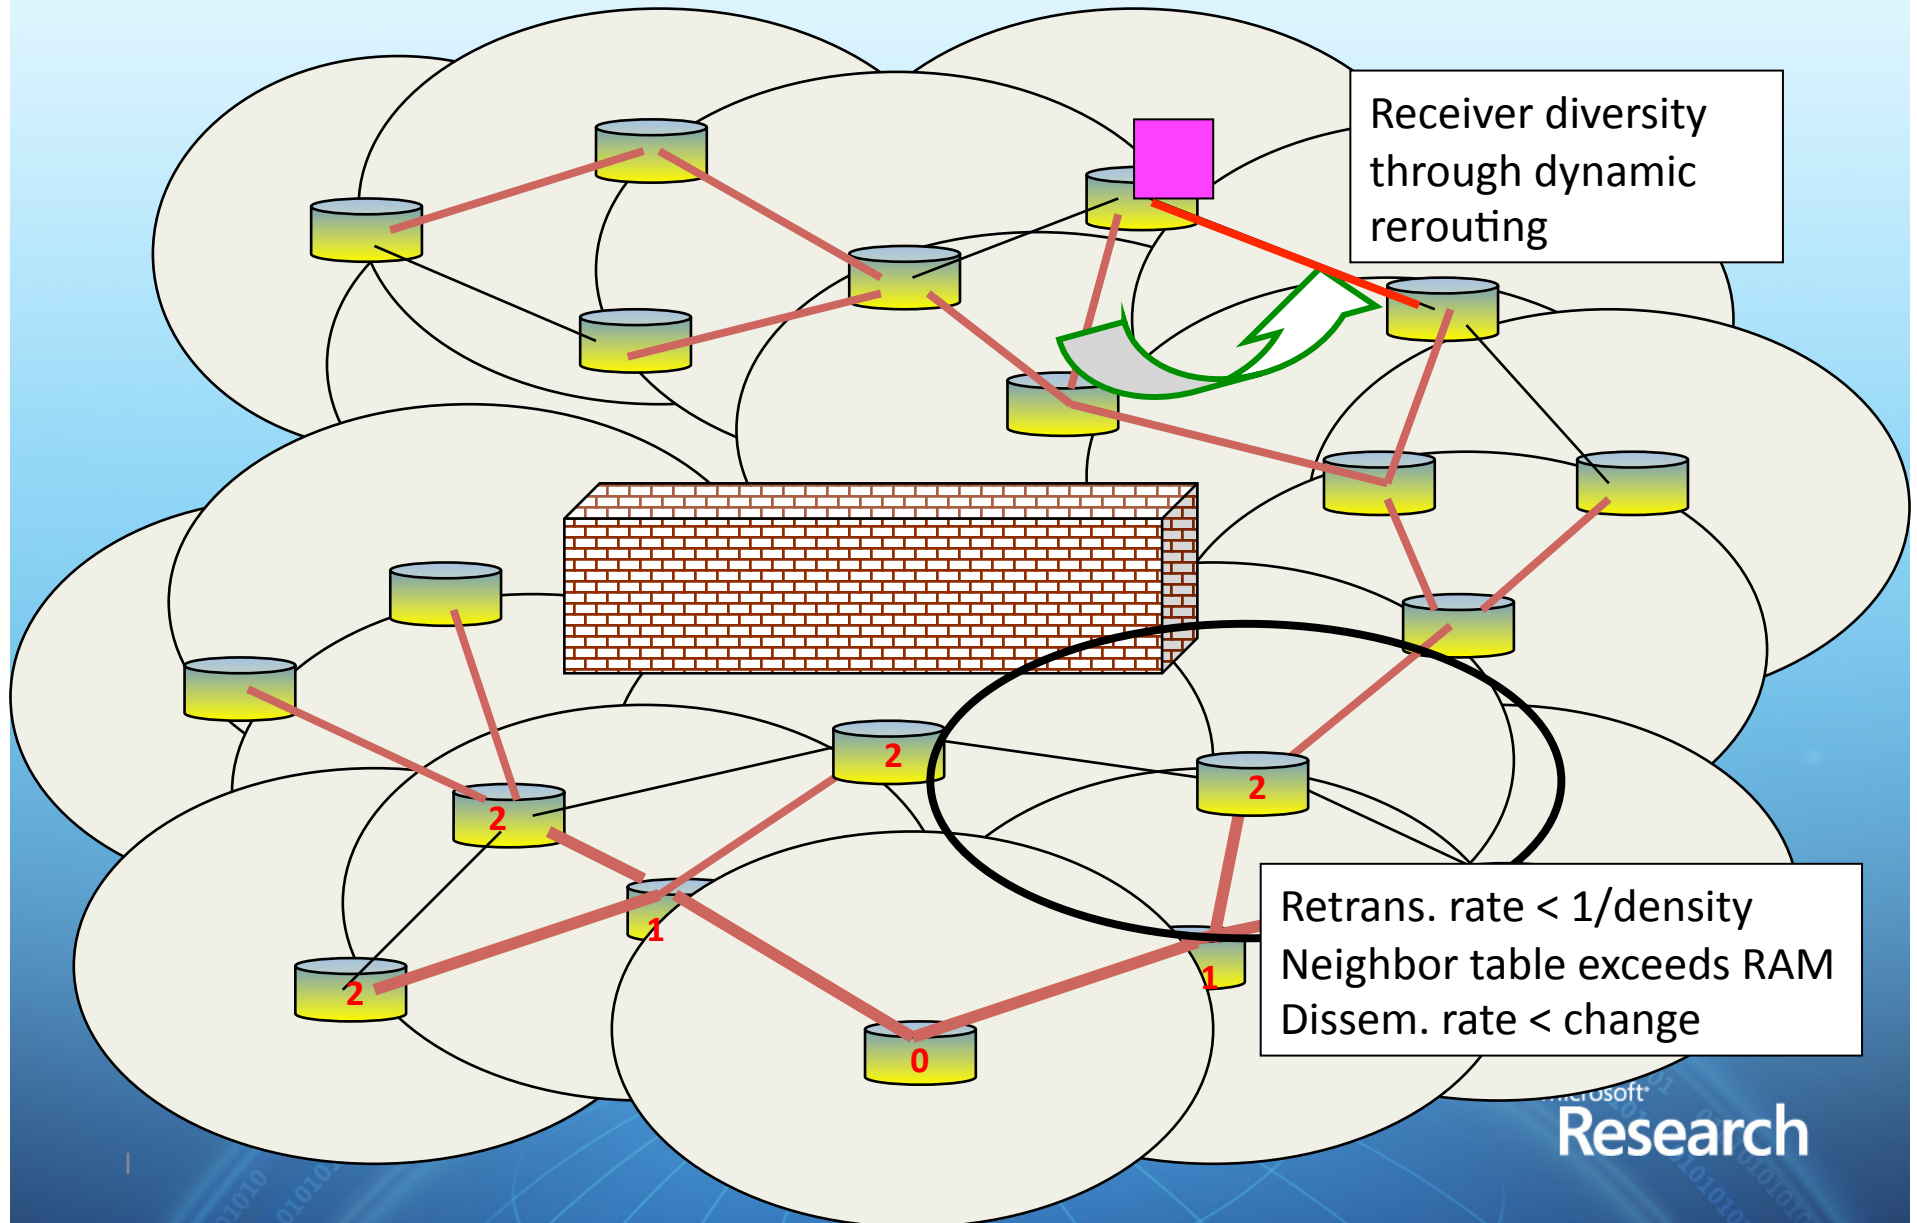 Receiver diversity
through dynamic
rerouting
2
2
2
1
2
1
0
Retrans. rate < 1/density
Neighbor table exceeds RAM
Dissem. rate < change
Research